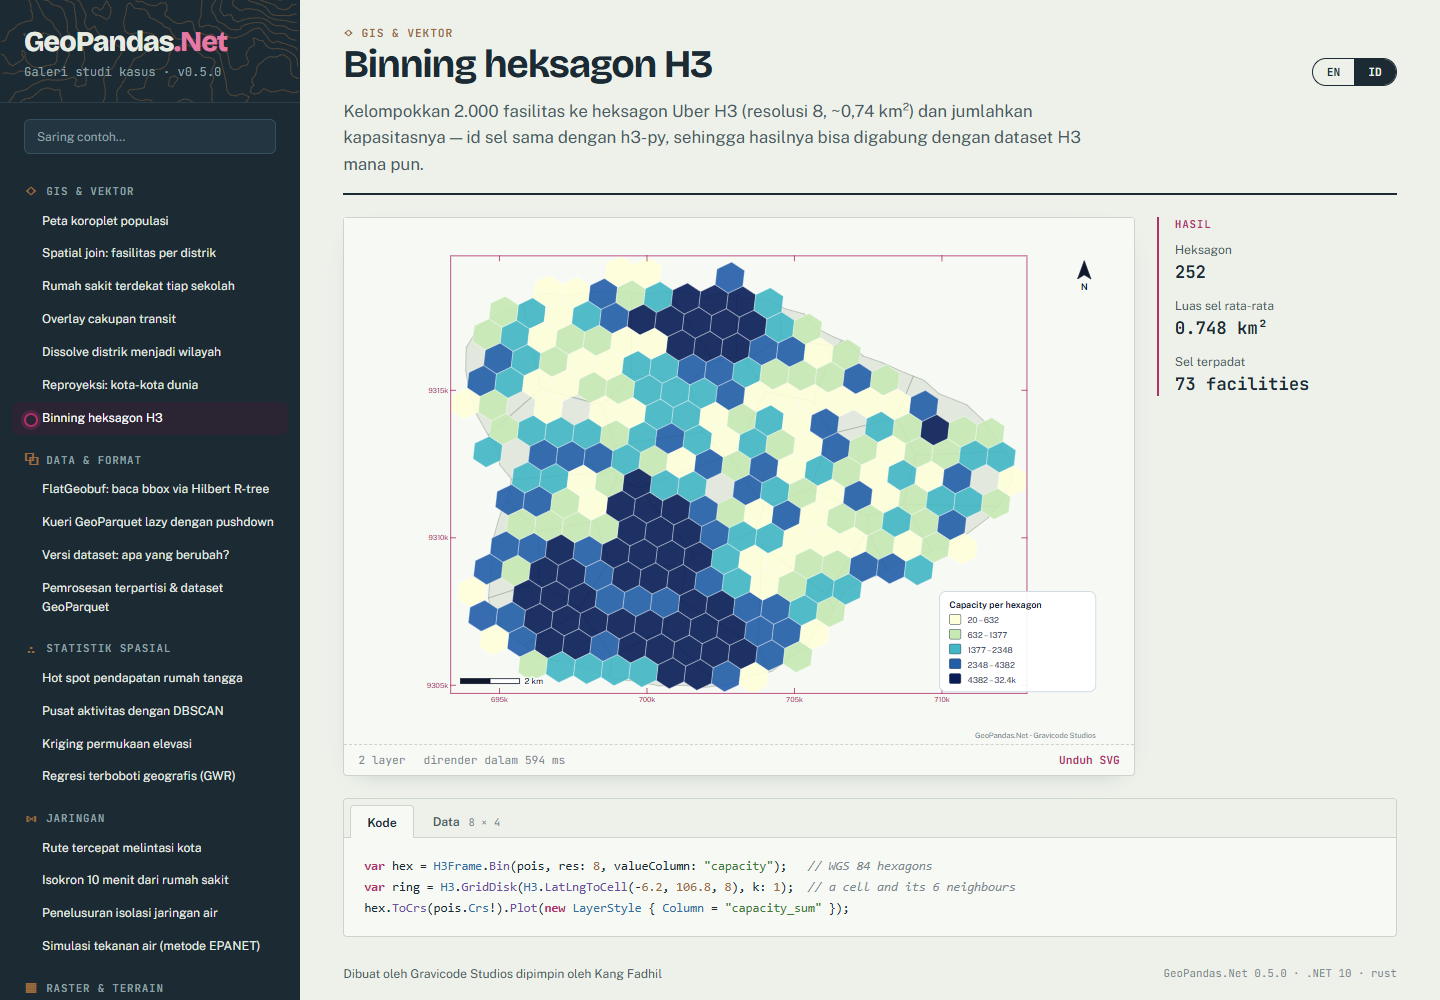 GeoPandas.Net
Galeri studi kasus · v0.5.0
Saring contoh...
GIS & VEKTOR
Peta koroplet populasi
Spatial join: fasilitas per distrik
Rumah sakit terdekat tiap sekolah
Overlay cakupan transit
Dissolve distrik menjadi wilayah
Reproyeksi: kota-kota dunia
Binning heksagon H3
DATA & FORMAT
FlatGeobuf: baca bbox via Hilbert R-tree
Kueri GeoParquet lazy dengan pushdown
Versi dataset: apa yang berubah?
Pemrosesan terpartisi & dataset
GeoParquet
STATISTIK SPASIAL
Hot spot pendapatan rumah tangga
Pusat aktivitas dengan DBSCAN
Kriging permukaan elevasi
Regresi terboboti geografis (GWR)
JARINGAN
Rute tercepat melintasi kota
Isokron 10 menit dari rumah sakit
Penelusuran isolasi jaringan air
Simulasi tekanan air (metode EPANET)
RASTER & TERRAIN
GIS & VEKTOR
Binning heksagon H3
EN ID
Kelompokkan 2.000 fasilitas ke heksagon Uber H3 (resolusi 8, ~0,74 km²) dan jumlahkan
kapasitasnya — id sel sama dengan h3-py, sehingga hasilnya bisa digabung dengan dataset H3
mana pun.
N
9315k
9310k
9305k
695k 700k 705k 710k
2 km
Capacity per hexagon
20–632
632–1377
1377–2348
2348–4382
4382–32.4k
GeoPandas.Net · Gravicode Studios
2 layer dirender dalam 594 ms Unduh SVG
HASIL
Heksagon
252
Luas sel rata-rata
0.748 km²
Sel terpadat
73 facilities
Kode Data 8 × 4
var hex = H3Frame.Bin(pois, res: 8, valueColumn: "capacity"); // WGS 84 hexagons
var ring = H3.GridDisk(H3.LatLngToCell(-6.2, 106.8, 8), k: 1); // a cell and its 6 neighbours
hex.ToCrs(pois.Crs!).Plot(new LayerStyle { Column = "capacity_sum" });
Dibuat oleh Gravicode Studios dipimpin oleh Kang Fadhil
GeoPandas.Net 0.5.0 · .NET 10 · rust